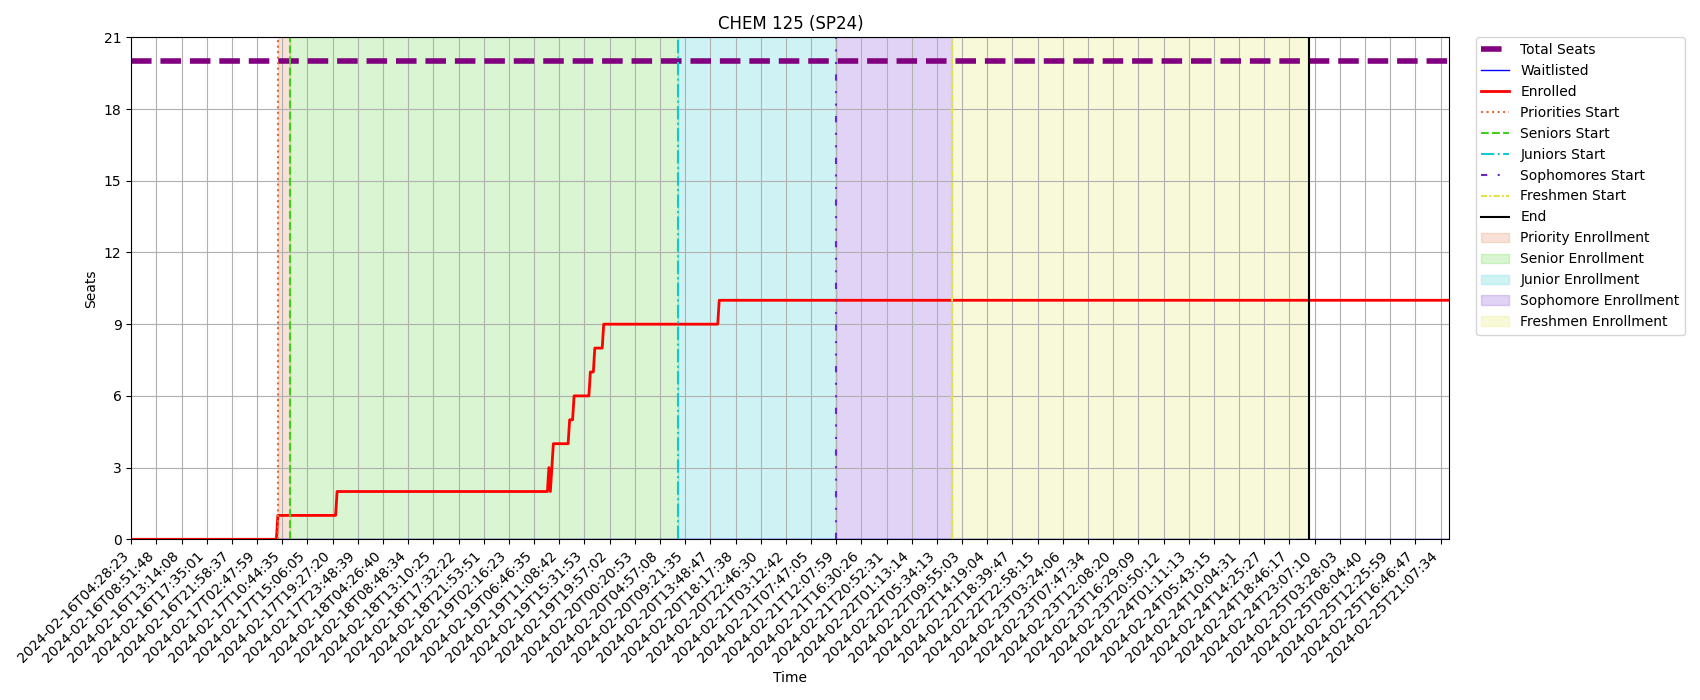 CHEM 125 (SP24)
21
18
15
12
9
6
3
0
Seats
2024-02-16T04:28:23
2024-02-16T08:51:48
2024-02-16T13:14:08
2024-02-16T17:35:01
2024-02-16T21:58:37
2024-02-17T02:47:59
2024-02-17T10:44:35
2024-02-17T15:06:05
2024-02-17T19:27:20
2024-02-17T23:48:39
2024-02-18T04:26:40
2024-02-18T08:48:34
2024-02-18T13:10:25
2024-02-18T17:32:22
2024-02-18T21:53:51
2024-02-19T02:16:23
2024-02-19T06:46:35
2024-02-19T11:08:42
2024-02-19T15:31:53
2024-02-19T19:57:02
2024-02-20T00:20:53
2024-02-20T04:57:08
2024-02-20T09:21:35
2024-02-20T13:48:47
2024-02-20T18:17:38
2024-02-20T22:46:30
2024-02-21T03:12:42
2024-02-21T07:47:05
2024-02-21T12:07:59
2024-02-21T16:30:26
2024-02-21T20:52:31
2024-02-22T01:13:14
2024-02-22T05:34:13
2024-02-22T09:55:03
2024-02-22T14:19:04
2024-02-22T18:39:47
2024-02-22T22:58:15
2024-02-23T03:24:06
2024-02-23T07:47:34
2024-02-23T12:08:20
2024-02-23T16:29:09
2024-02-23T20:50:12
2024-02-24T01:11:13
2024-02-24T05:43:15
2024-02-24T10:04:31
2024-02-24T14:25:27
2024-02-24T18:46:17
2024-02-24T23:07:10
2024-02-25T03:28:03
2024-02-25T08:04:40
2024-02-25T12:25:59
2024-02-25T16:46:47
2024-02-25T21:07:34
Time
Total Seats
Waitlisted
Enrolled
Priorities Start
Seniors Start
Juniors Start
Sophomores Start
Freshmen Start
End
Priority Enrollment
Senior Enrollment
Junior Enrollment
Sophomore Enrollment
Freshmen Enrollment